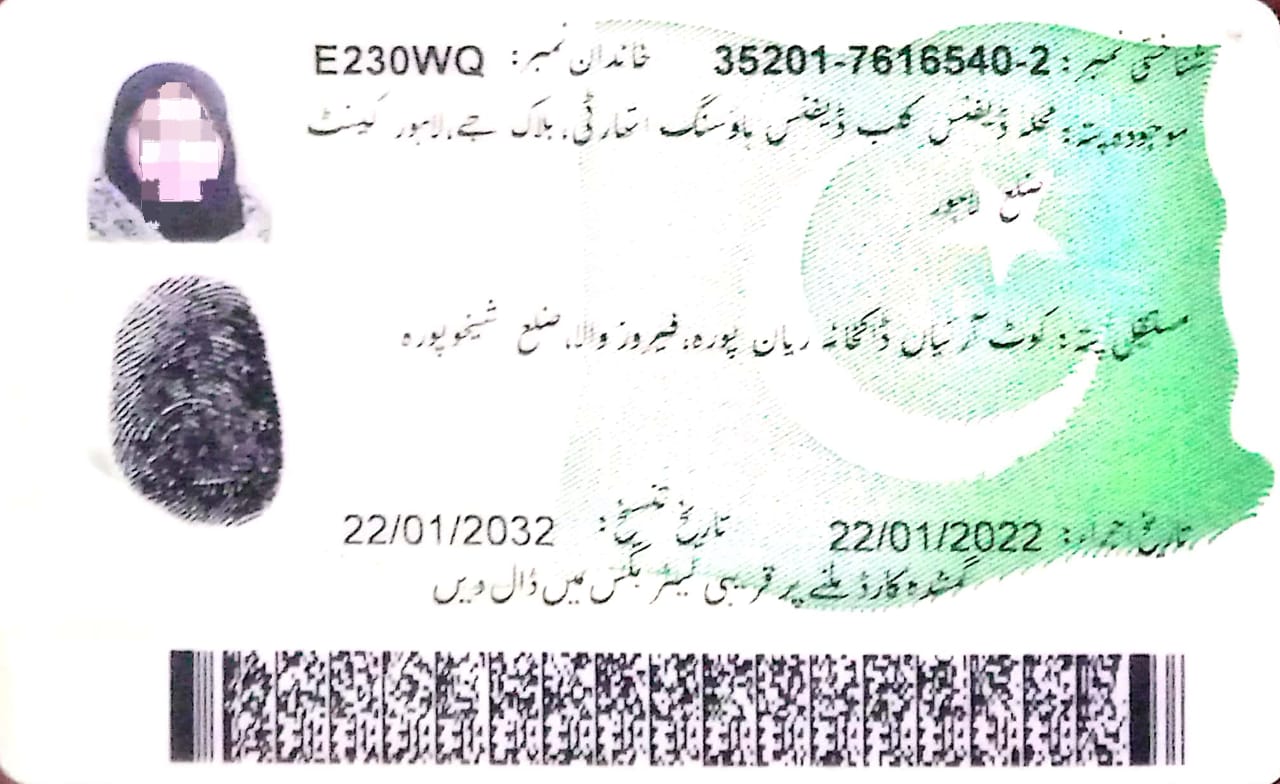 شناختی نمبر: 35201-7616540-2 خاندان نمبر: E230WQ
موجودہ پتہ: محلہ ڈیفنس کلب ڈیفنس ہاؤسنگ اتھارٹی، بلاک جے، لاہور کینٹ
ضلع لاہور
مستقل پتہ: کوٹ آرنیاں ڈاکخانہ ریان پورہ، فیروز والا، ضلع شیخوپورہ
تاریخ اجراء: 22/01/2022 تاریخ تنسیخ: 22/01/2032
گمشدہ کارڈ ملنے پر قریبی لیٹر بکس میں ڈال دیں